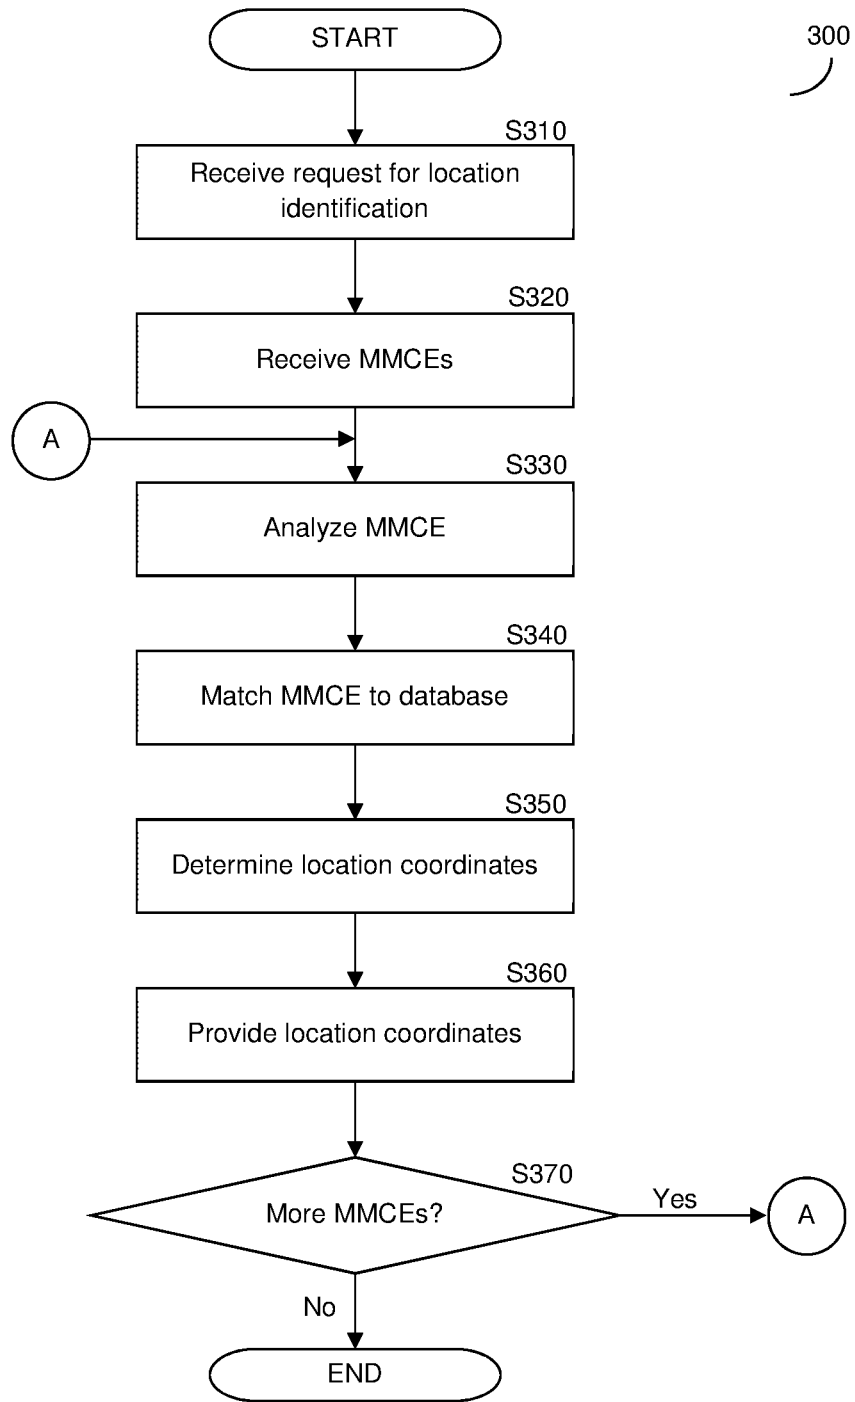 START
300
S310
Receive request for location
identification
S320
Receive MMCEs
A
S330
Analyze MMCE
S340
Match MMCE to database
S350
Determine location coordinates
S360
Provide location coordinates
S370
More MMCEs?
Yes
A
No
END